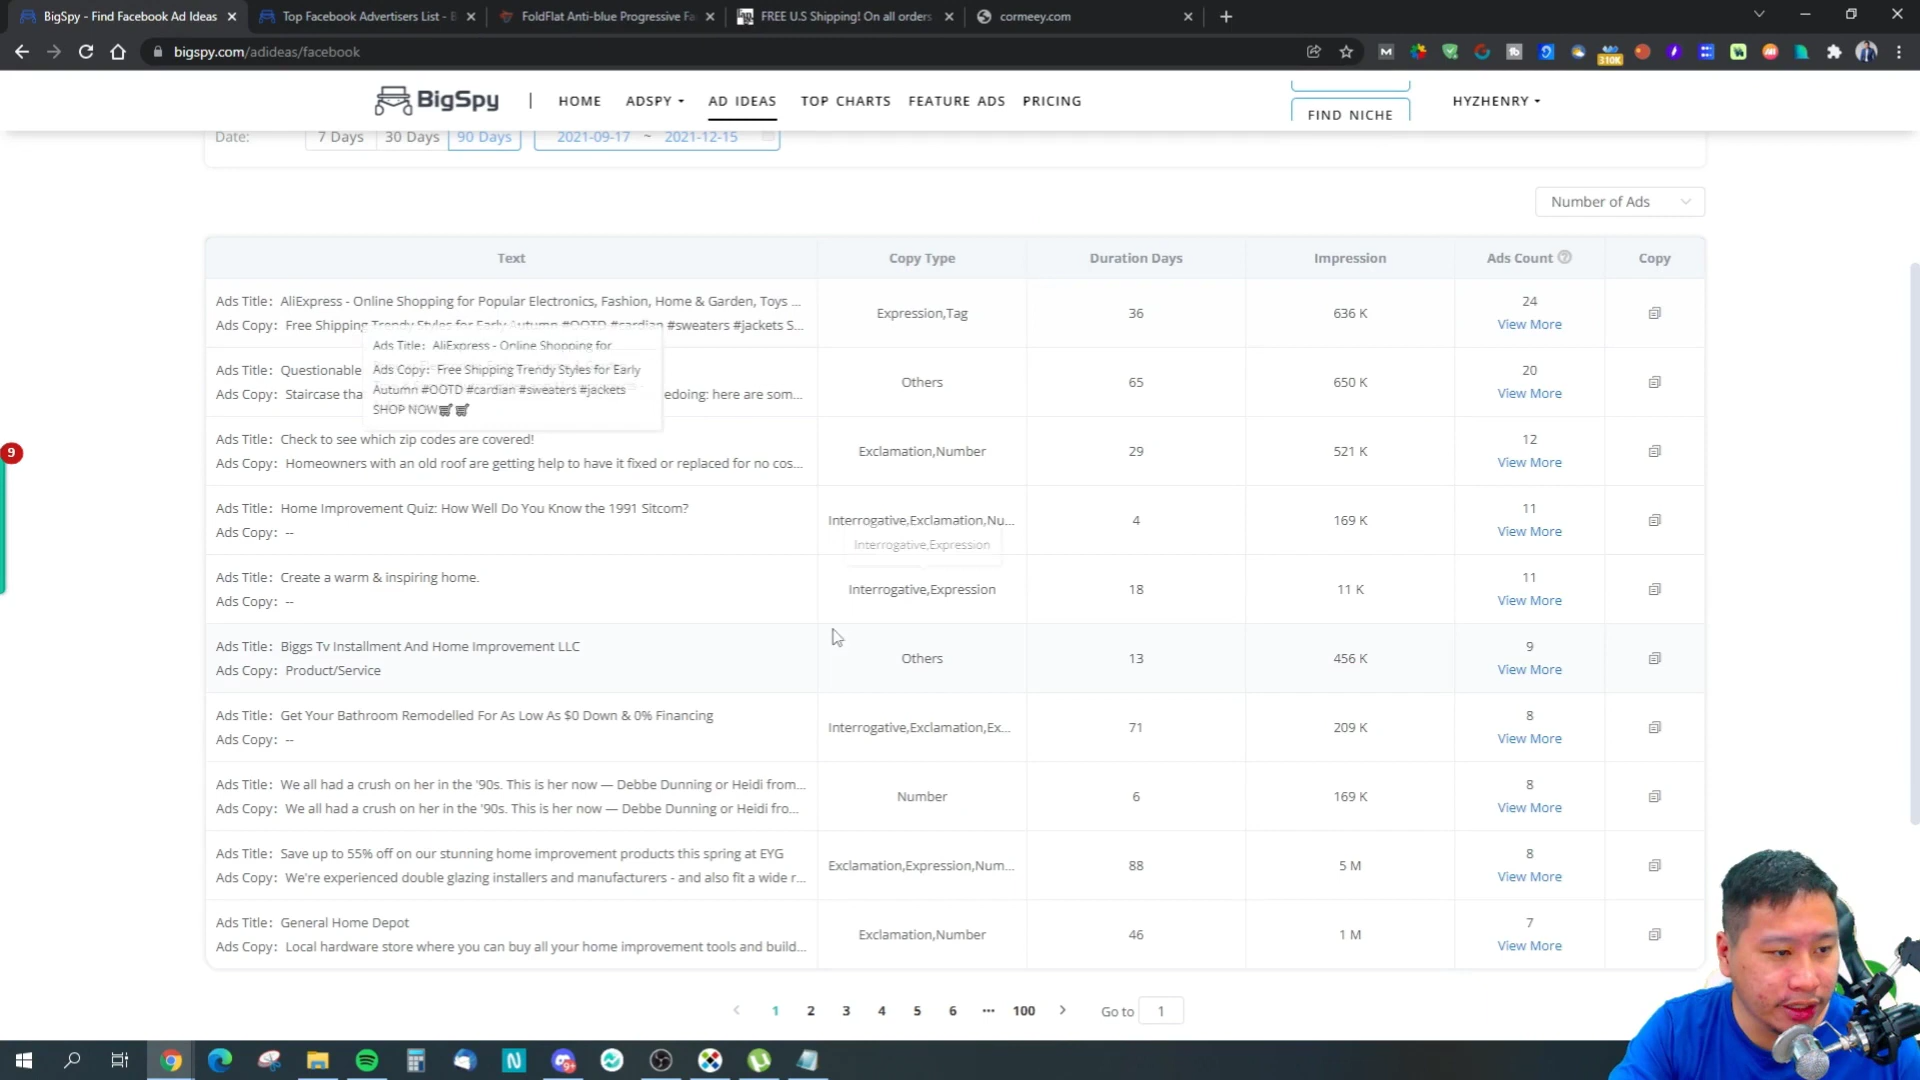 BigSpy - Find Facebook Ad Ideas
Top Facebook Advertisers List - B
FoldFlat Anti-blue Progressive Fa
FREE U.S Shipping! On all orders
cormeey.com
bigspy.com/adideas/facebook
310K
BigSpy
HOME
ADSPY
AD IDEAS
TOP CHARTS
FEATURE ADS
PRICING
FIND NICHE
HYZHENRY
Date:
7 Days
30 Days
90 Days
2021-09-17 ~ 2021-12-15
Number of Ads
Text
Copy Type
Duration Days
Impression
Ads Count
Copy
Ads Title: AliExpress - Online Shopping for Popular Electronics, Fashion, Home & Garden, Toys ...
Ads Copy: Free Shipping Trendy Styles for Early Autumn #OOTD #cardian #sweaters #jackets S...
Expression,Tag
36
636 K
24
View More
Ads Title: AliExpress - Online Shopping for
Ads Copy: Free Shipping Trendy Styles for Early
Autumn #OOTD #cardian #sweaters #jackets
SHOP NOW🛒🛒
Ads Title: Questionable
Ads Copy: Staircase tha
edoing: here are som...
Others
65
650 K
20
View More
Ads Title: Check to see which zip codes are covered!
Ads Copy: Homeowners with an old roof are getting help to have it fixed or replaced for no cos...
Exclamation,Number
29
521 K
12
View More
Ads Title: Home Improvement Quiz: How Well Do You Know the 1991 Sitcom?
Ads Copy: --
Interrogative,Exclamation,Nu...
Interrogative,Expression
4
169 K
11
View More
Ads Title: Create a warm & inspiring home.
Ads Copy: --
Interrogative,Expression
18
11 K
11
View More
Ads Title: Biggs Tv Installment And Home Improvement LLC
Ads Copy: Product/Service
Others
13
456 K
9
View More
Ads Title: Get Your Bathroom Remodelled For As Low As $0 Down & 0% Financing
Ads Copy: --
Interrogative,Exclamation,Ex...
71
209 K
8
View More
Ads Title: We all had a crush on her in the '90s. This is her now — Debbe Dunning or Heidi from...
Ads Copy: We all had a crush on her in the '90s. This is her now — Debbe Dunning or Heidi fro...
Number
6
169 K
8
View More
Ads Title: Save up to 55% off on our stunning home improvement products this spring at EYG
Ads Copy: We're experienced double glazing installers and manufacturers - and also fit a wide r...
Exclamation,Expression,Num...
88
5 M
8
View More
Ads Title: General Home Depot
Ads Copy: Local hardware store where you can buy all your home improvement tools and build...
Exclamation,Number
46
1 M
7
View More
9
1 2 3 4 5 6 ••• 100
Go to 1